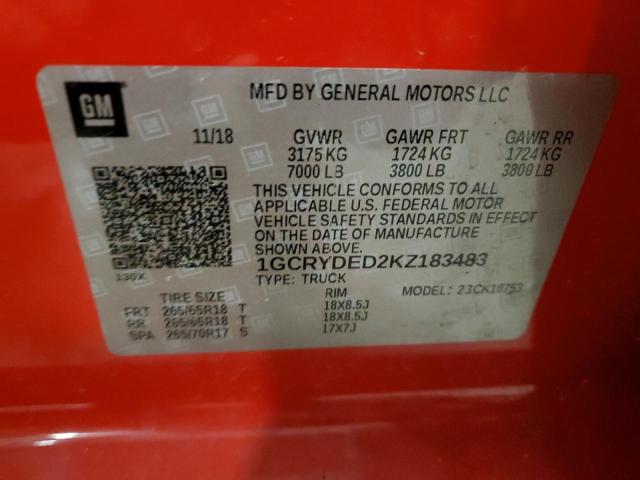 GM
MFD BY GENERAL MOTORS LLC
11/18 GVWR GAWR FRT GAWR RR
3175 KG 1724 KG 1724 KG
7000 LB 3800 LB 3800 LB
THIS VEHICLE CONFORMS TO ALL
APPLICABLE U.S. FEDERAL MOTOR
VEHICLE SAFETY STANDARDS IN EFFECT
ON THE DATE OF MANUFACTURE
SHOWN ABOVE.
130X
1GCRYDED2KZ183483
TYPE: TRUCK MODEL: 23CK10753
TIRE SIZE RIM
FRT 265/65R18 T 18X8.5J
RR 265/65R18 T 18X8.5J
SPA 265/70R17 S 17X7J